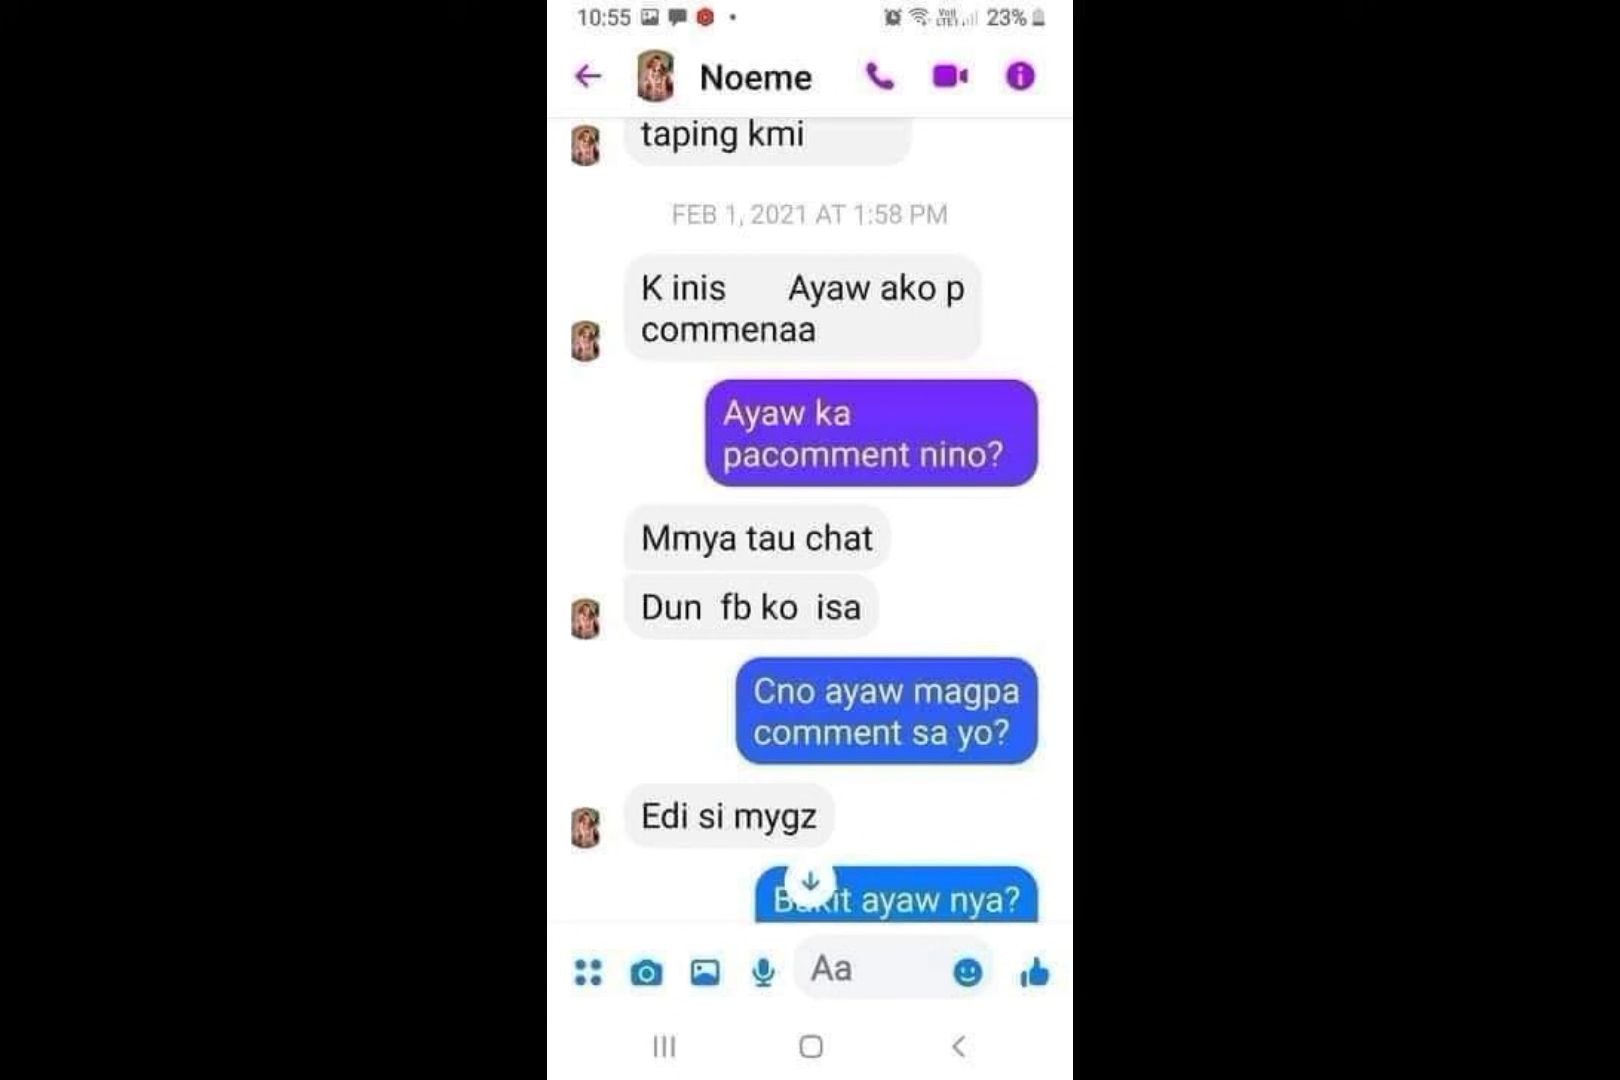 10:55
23%
Noeme
taping kmi
FEB 1, 2021 AT 1:58 PM
K inis Ayaw ako p
commenaa
Ayaw ka
pacomment nino?
Mmya tau chat
Dun fb ko isa
Cno ayaw magpa
comment sa yo?
Edi si mygz
ayaw nya?
Aa